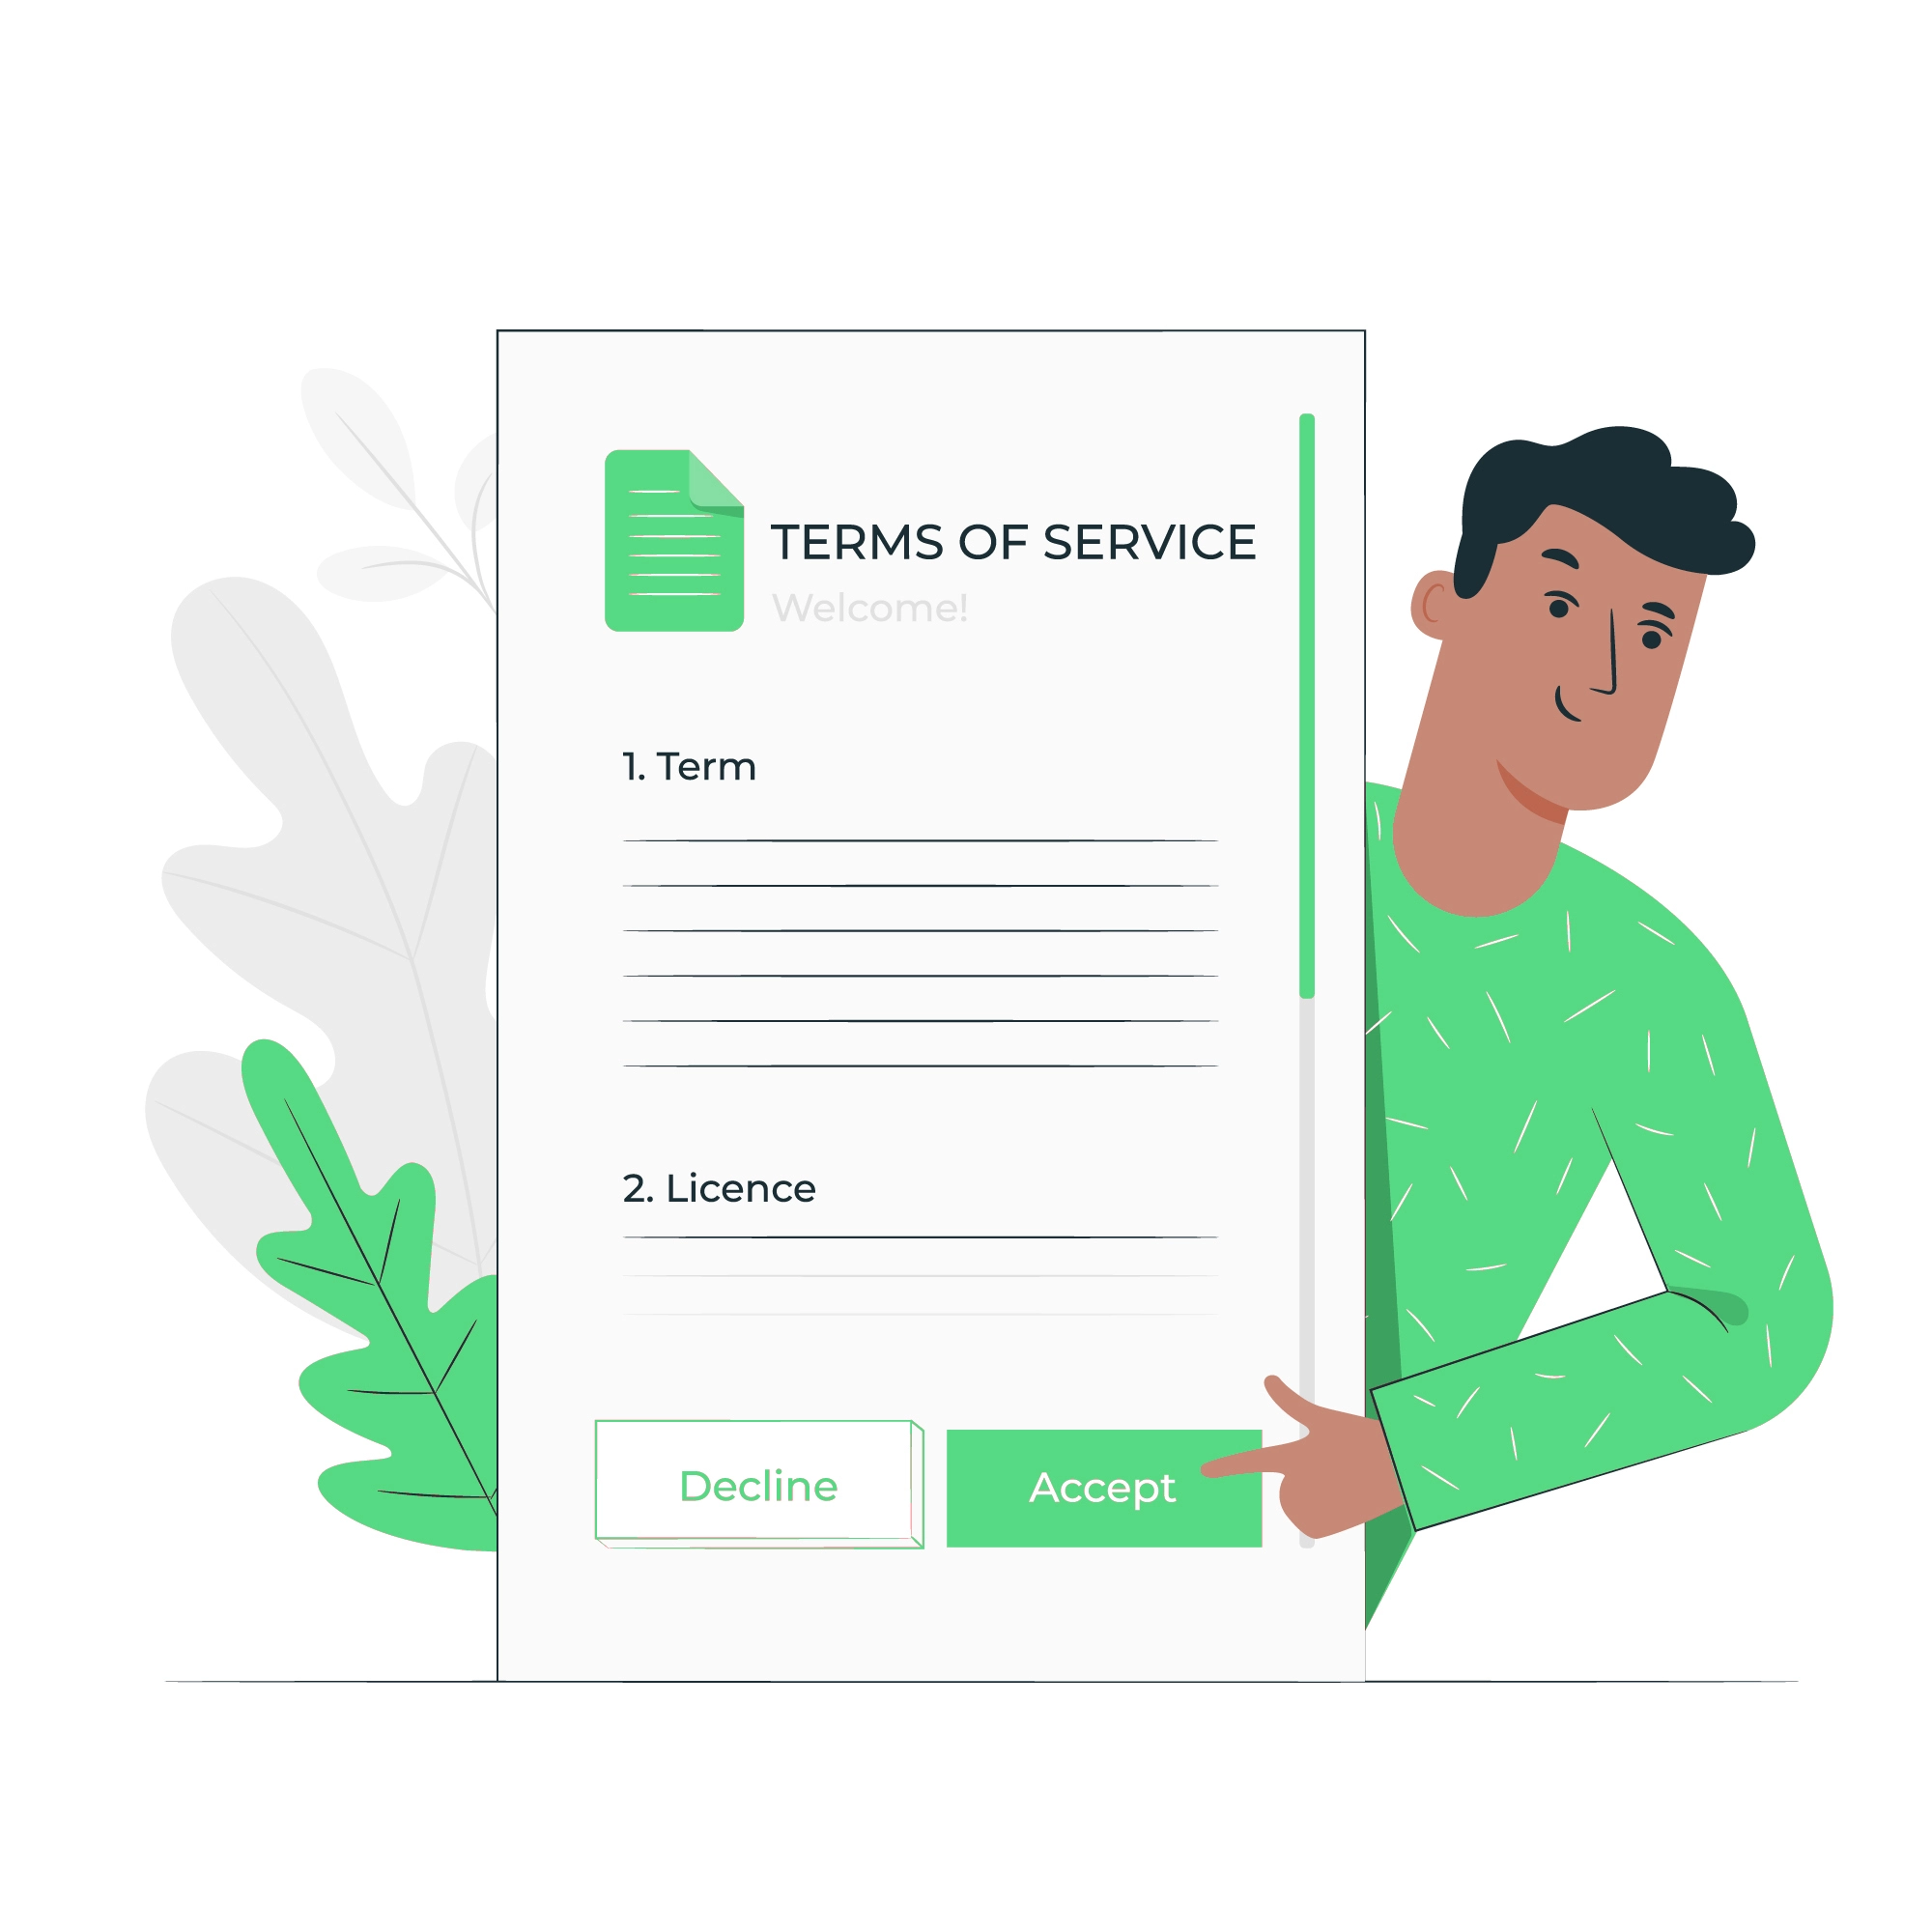 TERMS OF SERVICE
Welcome!
1. Term
2. Licence
Decline
Accept